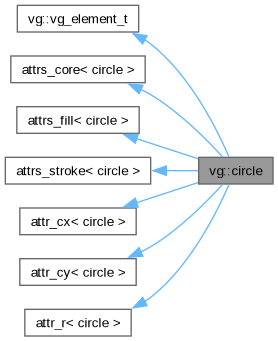 vg::vg_element_t
attrs_core< circle >
attrs_fill< circle >
attrs_stroke< circle >
vg::circle
attr_cx< circle >
attr_cy< circle >
attr_r< circle >